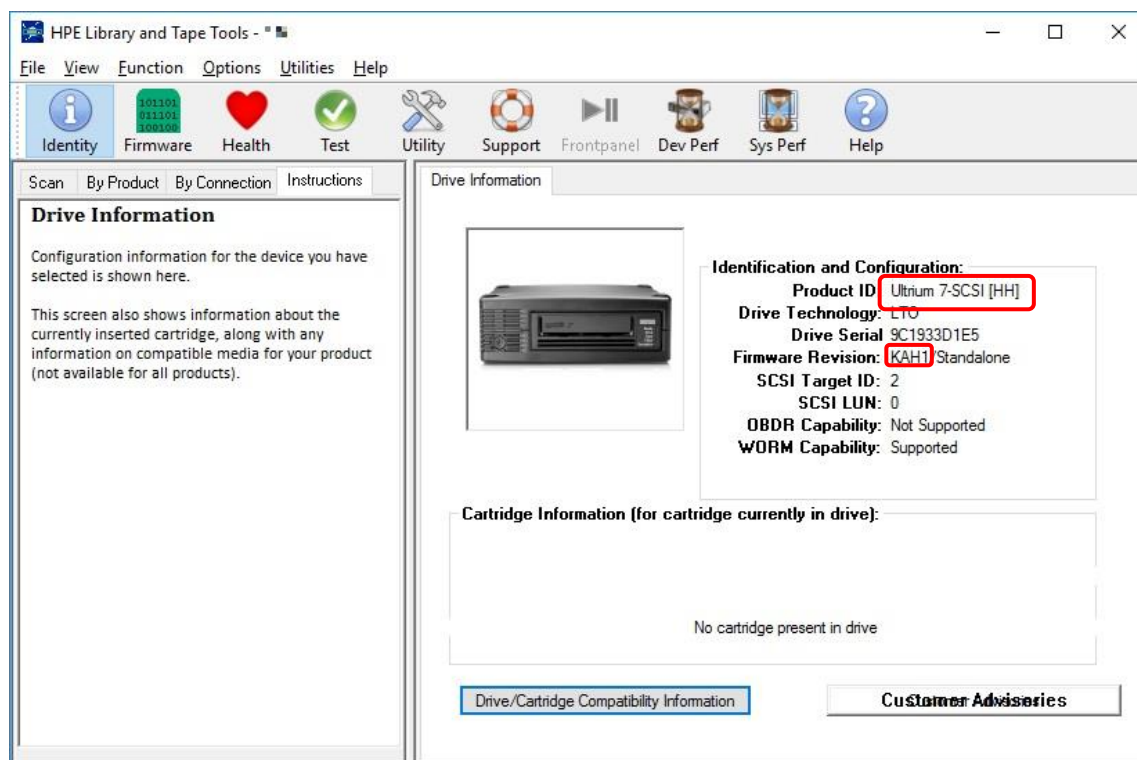 HPE Library and Tape Tools -
File View Function Options Utilities Help
101101
011101
100100
Identity Firmware Health Test Utility Support Frontpanel Dev Perf Sys Perf Help
Scan By Product By Connection Instructions
Drive Information
Drive Information
Configuration information for the device you have
selected is shown here.
This screen also shows information about the
currently inserted cartridge, along with any
information on compatible media for your product
(not available for all products).
Identification and Configuration:
Product ID Ultrium 7-SCSI [HH]
Drive Technology: LTO
Drive Serial 9C1933D1E5
Firmware Revision: KAH1/Standalone
SCSI Target ID: 2
SCSI LUN: 0
OBDR Capability: Not Supported
WORM Capability: Supported
Cartridge Information (for cartridge currently in drive):
No cartridge present in drive
Drive/Cartridge Compatibility Information
Customer Advisories